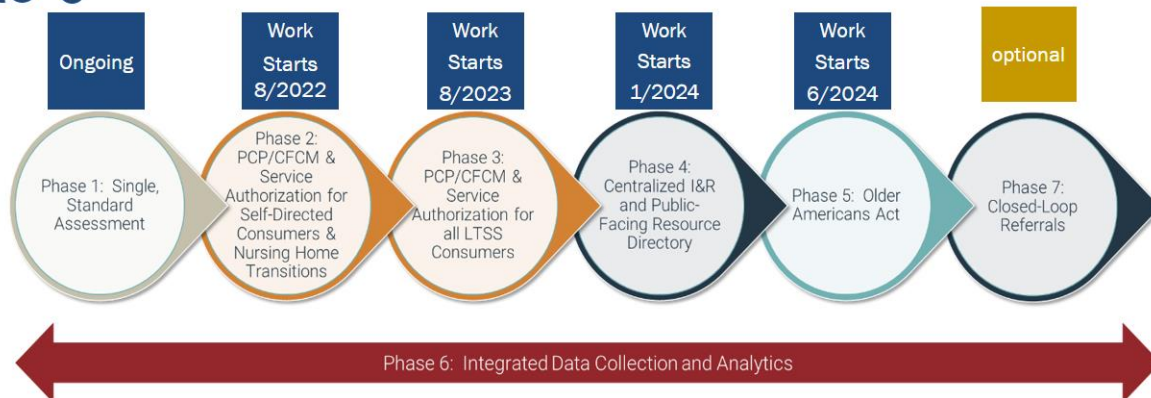 Ongoing
Work
Starts
8/2022
Work
Starts
8/2023
Work
Starts
1/2024
Work
Starts
6/2024
optional
Phase 1: Single,
Standard
Assessment
Phase 2:
PCP/CFCM &
Service
Authorization for
Self-Directed
Consumers &
Nursing Home
Transitions
Phase 3:
PCP/CFCM &
Service
Authorization for
all LTSS
Consumers
Phase 4:
Centralized I&R
and Public-
Facing Resource
Directory
Phase 5: Older
Americans Act
Phase 7:
Closed-Loop
Referrals
Phase 6: Integrated Data Collection and Analytics